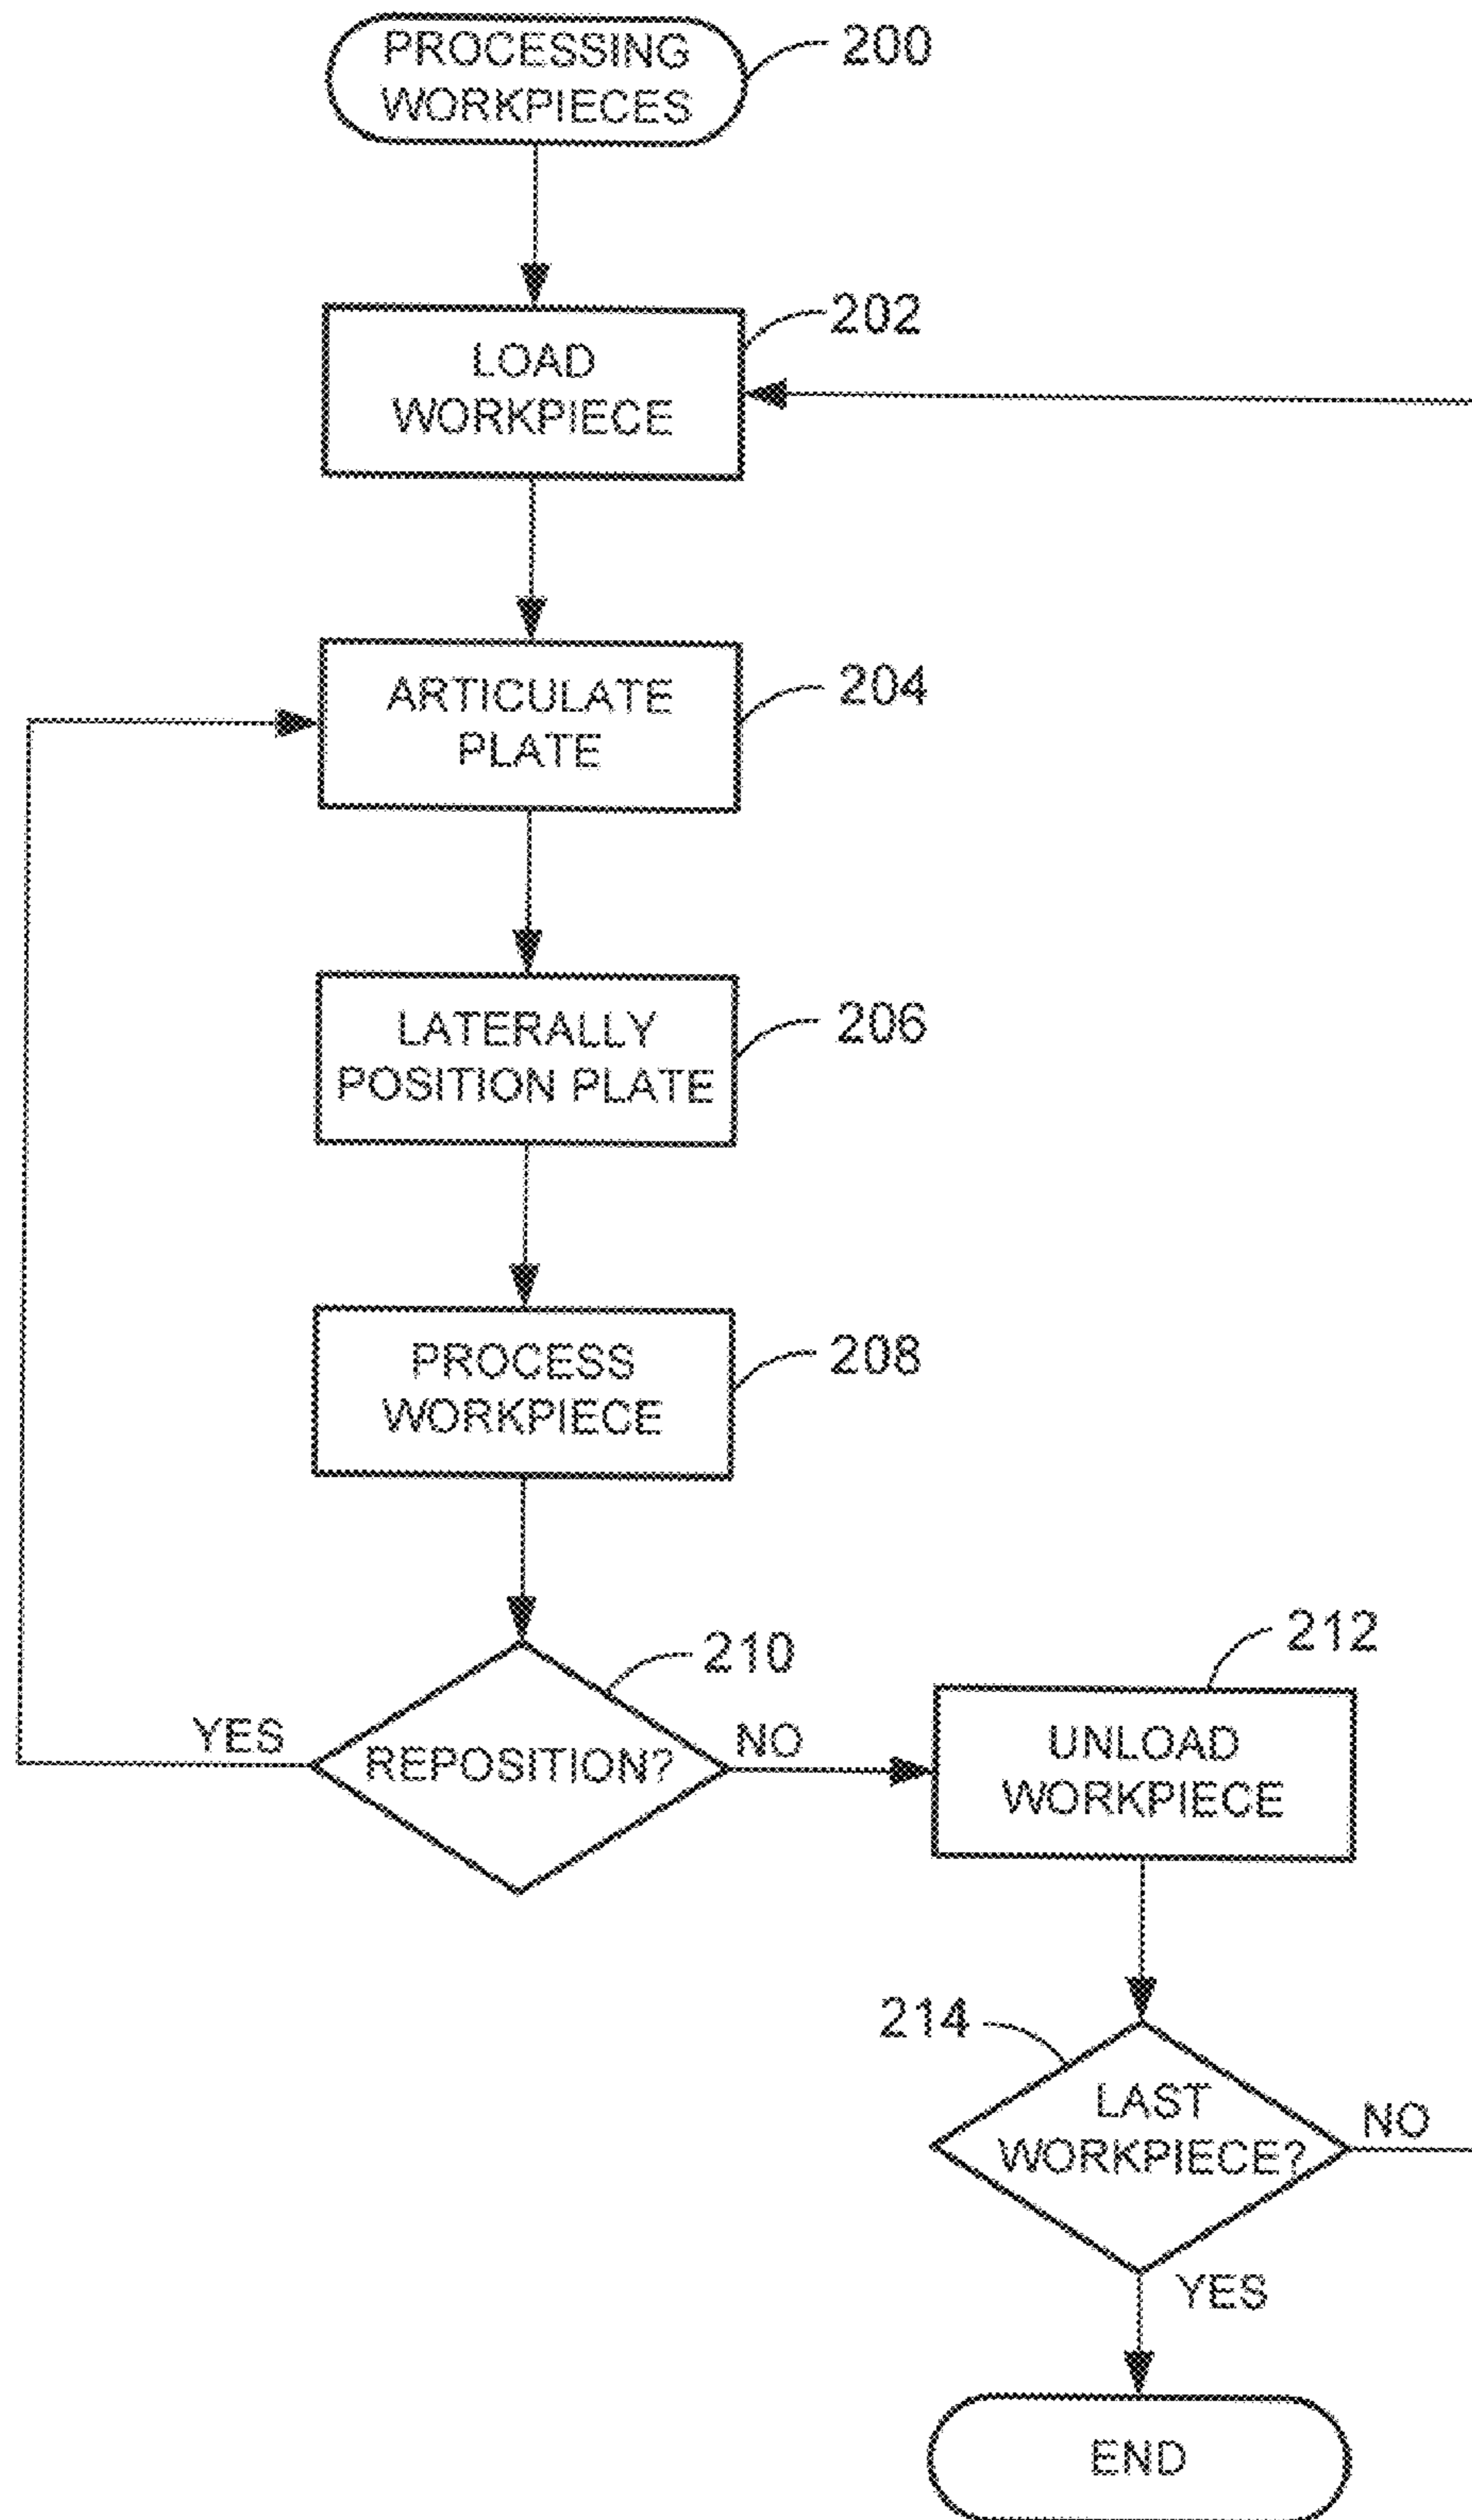 PROCESSING
WORKPIECES
200
LOAD
WORKPIECE
202
ARTICULATE
PLATE
204
LATERALLY
POSITION PLATE
206
PROCESS
WORKPIECE
208
REPOSITION?
210
YES
NO
UNLOAD
WORKPIECE
212
LAST
WORKPIECE?
214
NO
YES
END